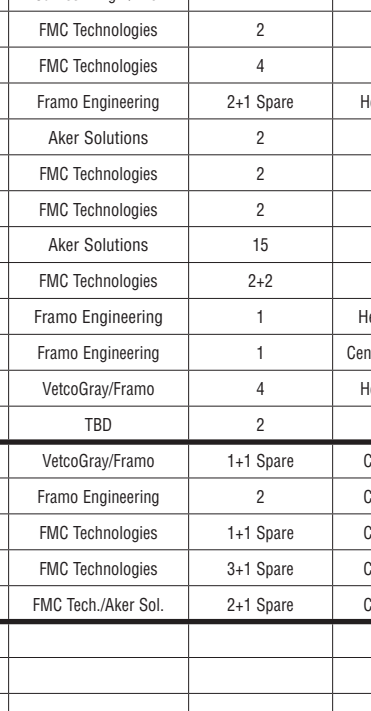 FMC Technologies 2
FMC Technologies 4
Framo Engineering 2+1 Spare
Aker Solutions 2
FMC Technologies 2
FMC Technologies 2
Aker Solutions 15
FMC Technologies 2+2
Framo Engineering 1
Framo Engineering 1 Cen
VetcoGray/Framo 4
TBD 2
VetcoGray/Framo 1+1 Spare C
Framo Engineering 2 C
FMC Technologies 1+1 Spare C
FMC Technologies 3+1 Spare C
FMC Tech./Aker Sol. 2+1 Spare C